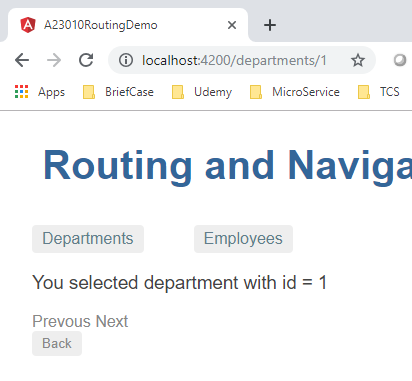 A23010RoutingDemo
localhost:4200/departments/1
Apps BriefCase Udemy MicroService TCS
Routing and Naviga
Departments Employees
You selected department with id = 1
Prevous Next
Back